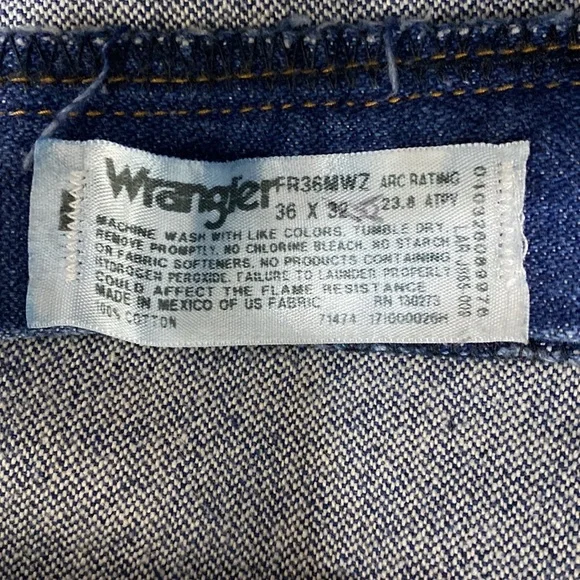 Wrangler FR36MWZ ARC RATING
36 X 32 23.8 ATPV
MACHINE WASH WITH LIKE COLORS. TUMBLE DRY.
REMOVE PROMPTLY. NO CHLORINE BLEACH. NO STARCH
OR FABRIC SOFTENERS. NO PRODUCTS CONTAINING
HYDROGEN PEROXIDE. FAILURE TO LAUNDER PROPERLY
COULD AFFECT THE FLAME RESISTANCE
MADE IN MEXICO OF US FABRIC RN 130273
100% COTTON 71474